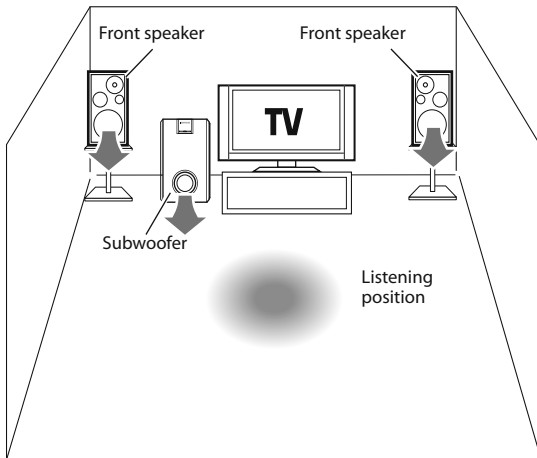 Front speaker
Front speaker
TV
Subwoofer
Listening
position